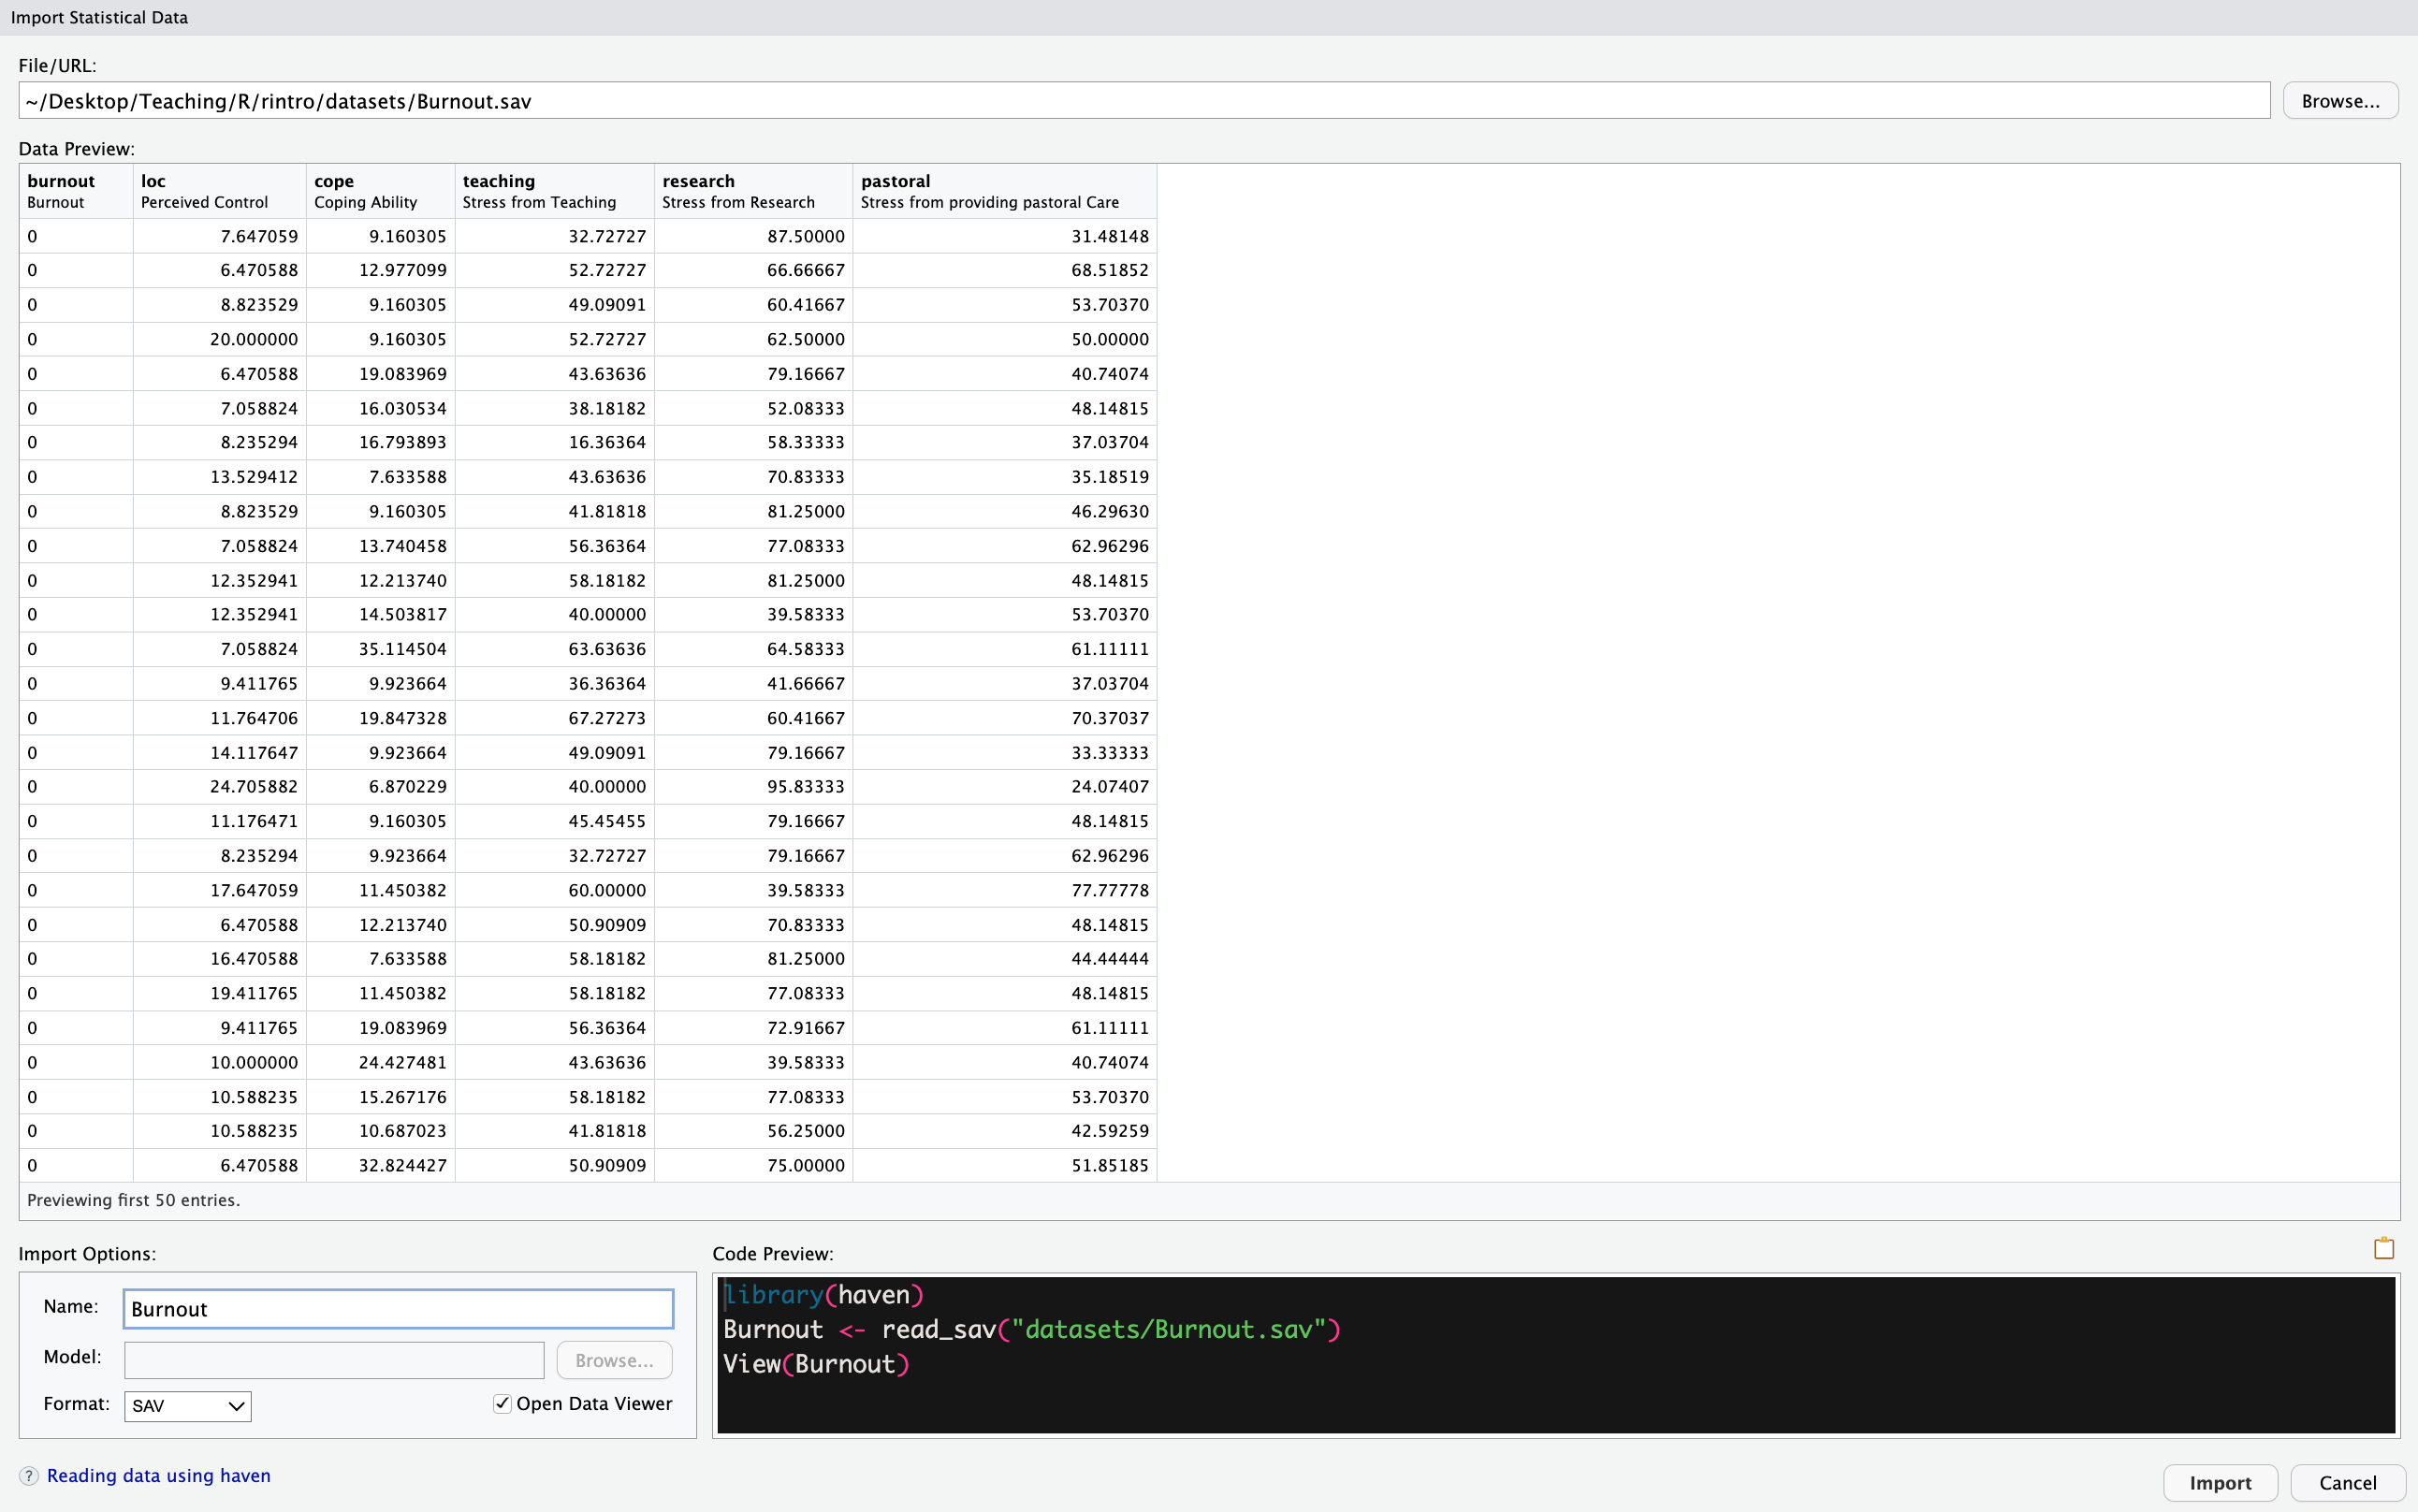 Import Statistical Data
File/URL:
~/Desktop/Teaching/R/rintro/datasets/Burnout.sav Browse...
Data Preview:
burnout loc cope teaching research pastoral
Burnout Perceived Control Coping Ability Stress from Teaching Stress from Research Stress from providing pastoral Care
0 7.647059 9.160305 32.72727 87.50000 31.48148
0 6.470588 12.977099 52.72727 66.66667 68.51852
0 8.823529 9.160305 49.09091 60.41667 53.70370
0 20.000000 9.160305 52.72727 62.50000 50.00000
0 6.470588 19.083969 43.63636 79.16667 40.74074
0 7.058824 16.030534 38.18182 52.08333 48.14815
0 8.235294 16.793893 16.36364 58.33333 37.03704
0 13.529412 7.633588 43.63636 70.83333 35.18519
0 8.823529 9.160305 41.81818 81.25000 46.29630
0 7.058824 13.740458 56.36364 77.08333 62.96296
0 12.352941 12.213740 58.18182 81.25000 48.14815
0 12.352941 14.503817 40.00000 39.58333 53.70370
0 7.058824 35.114504 63.63636 64.58333 61.11111
0 9.411765 9.923664 36.36364 41.66667 37.03704
0 11.764706 19.847328 67.27273 60.41667 70.37037
0 14.117647 9.923664 49.09091 79.16667 33.33333
0 24.705882 6.870229 40.00000 95.83333 24.07407
0 11.176471 9.160305 45.45455 79.16667 48.14815
0 8.235294 9.923664 32.72727 79.16667 62.96296
0 17.647059 11.450382 60.00000 39.58333 77.77778
0 6.470588 12.213740 50.90909 70.83333 48.14815
0 16.470588 7.633588 58.18182 81.25000 44.44444
0 19.411765 11.450382 58.18182 77.08333 48.14815
0 9.411765 19.083969 56.36364 72.91667 61.11111
0 10.000000 24.427481 43.63636 39.58333 40.74074
0 10.588235 15.267176 58.18182 77.08333 53.70370
0 10.588235 10.687023 41.81818 56.25000 42.59259
0 6.470588 32.824427 50.90909 75.00000 51.85185
Previewing first 50 entries.
Import Options:
Name: Burnout
Model: Browse...
Format: SAV Open Data Viewer
Code Preview:
library(haven)
Burnout <- read_sav("datasets/Burnout.sav")
View(Burnout)
? Reading data using haven
Import Cancel